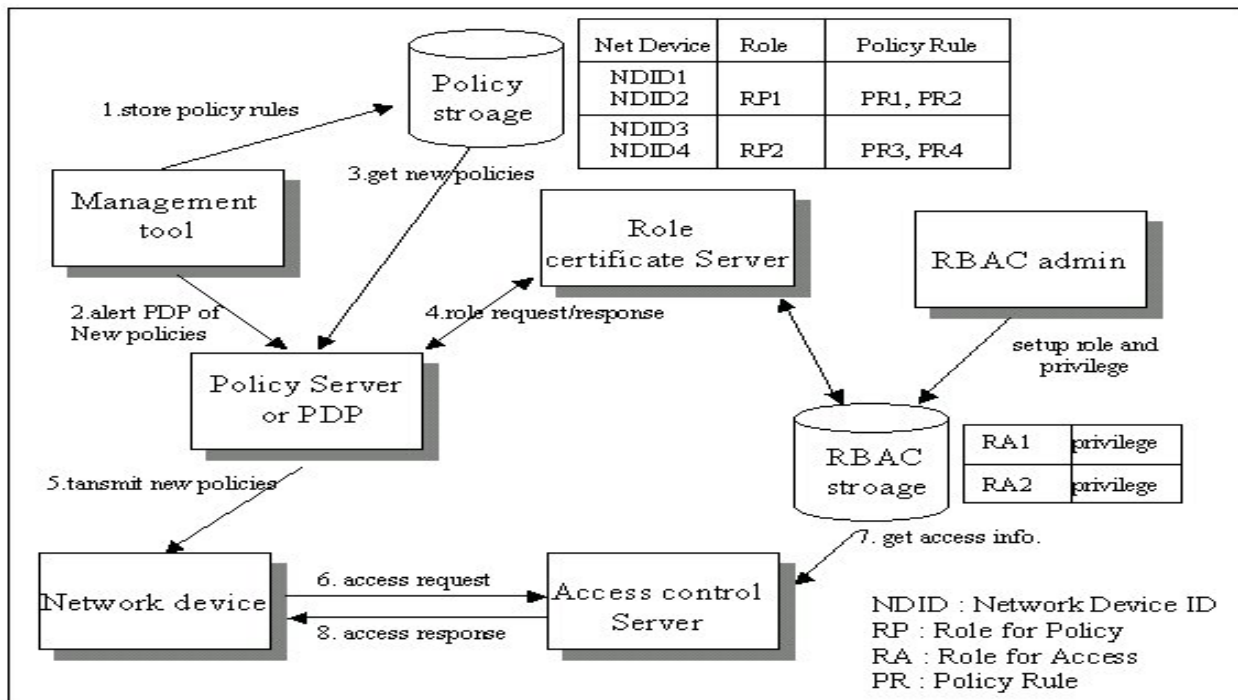 Net Device Role Policy Rule
NDID1
NDID2 RP1 PR1, PR2
NDID3
NDID4 RP2 PR3, PR4
Policy
stroage
1.store policy rules
3.get new policies
Management
tool
Role
certificate Server
RBAC admin
2.alert PDP of
New policies
4.role request/response
setup role and
privilege
Policy Server
or PDP
RBAC
stroage
RA1 privilege
RA2 privilege
5.tansmit new policies
7. get access info.
Network device
6. access request
8. access response
Access control
Server
NDID : Network Device ID
RP : Role for Policy
RA : Role for Access
PR : Policy Rule